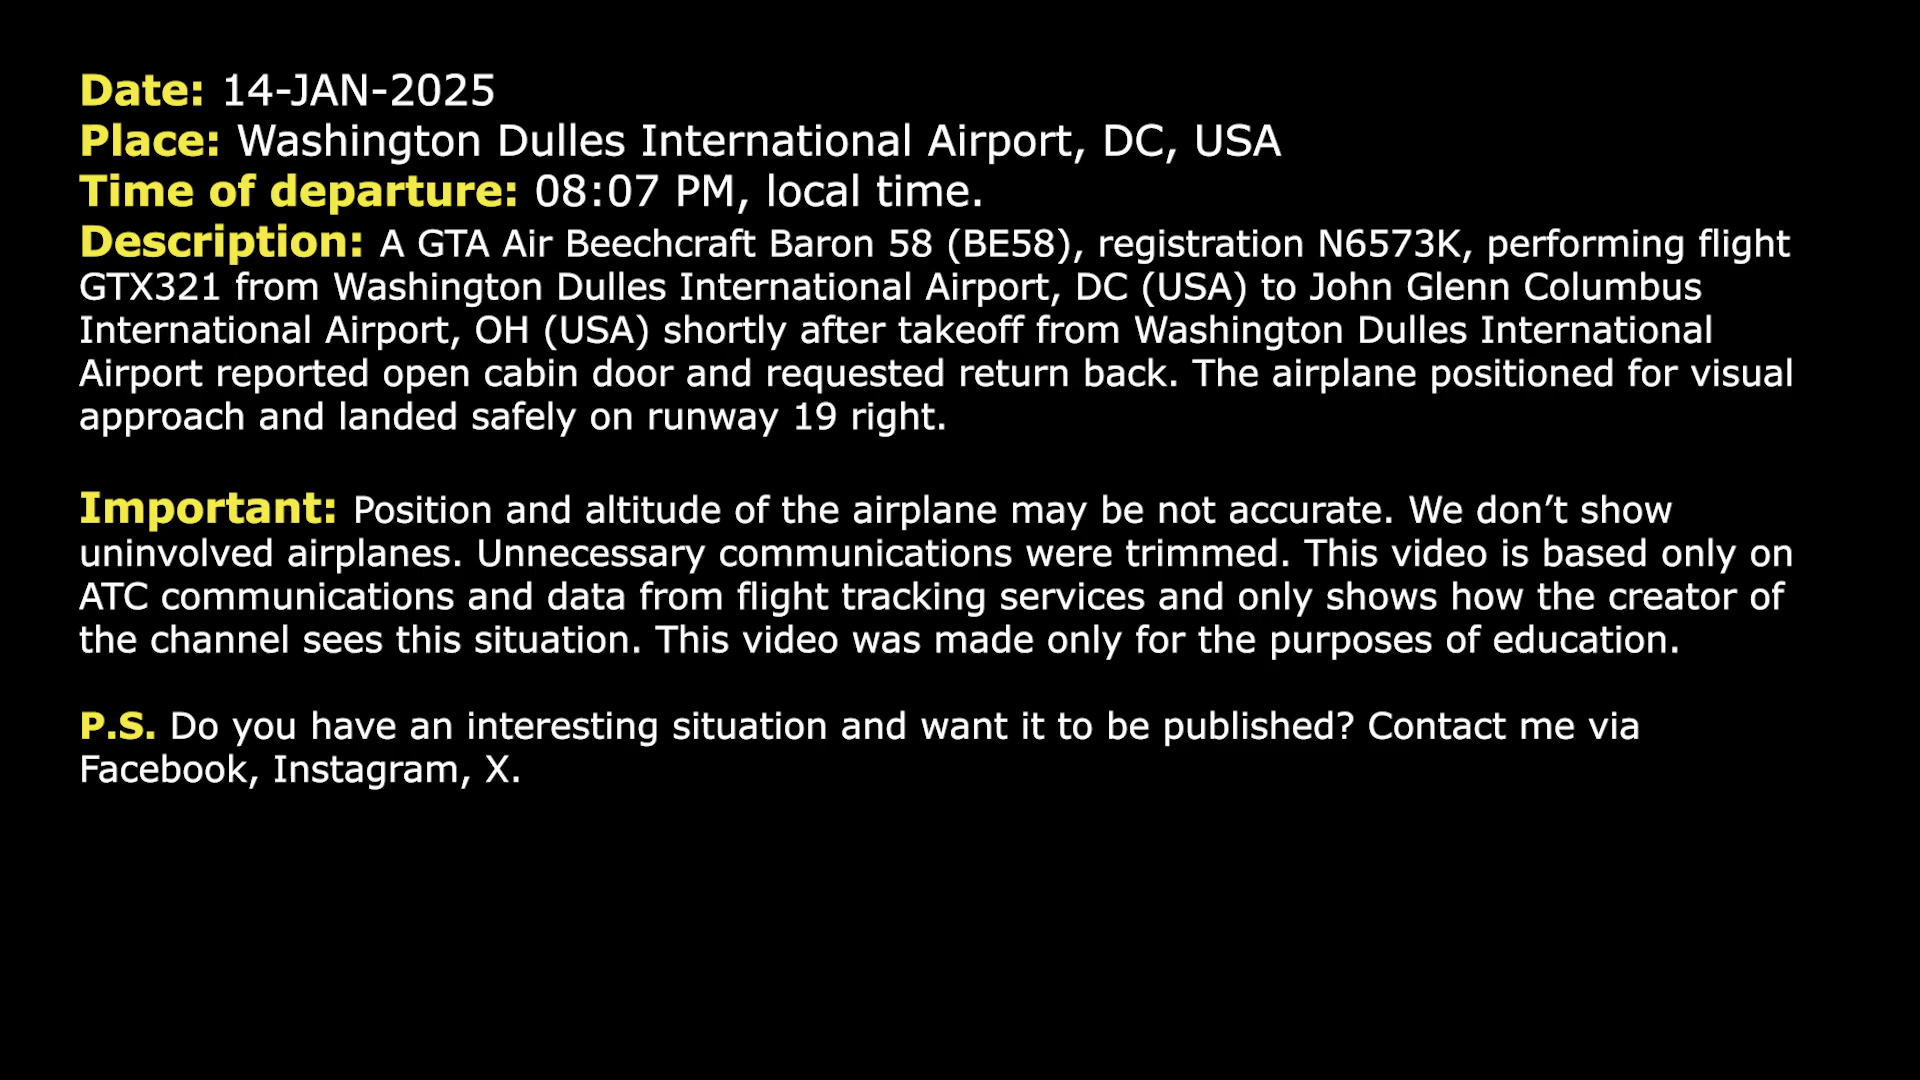 Date: 14-JAN-2025
Place: Washington Dulles International Airport, DC, USA
Time of departure: 08:07 PM, local time.
Description: A GTA Air Beechcraft Baron 58 (BE58), registration N6573K, performing flight
GTX321 from Washington Dulles International Airport, DC (USA) to John Glenn Columbus
International Airport, OH (USA) shortly after takeoff from Washington Dulles International
Airport reported open cabin door and requested return back. The airplane positioned for visual
approach and landed safely on runway 19 right.
Important: Position and altitude of the airplane may be not accurate. We don’t show
uninvolved airplanes. Unnecessary communications were trimmed. This video is based only on
ATC communications and data from flight tracking services and only shows how the creator of
the channel sees this situation. This video was made only for the purposes of education.
P.S. Do you have an interesting situation and want it to be published? Contact me via
Facebook, Instagram, X.